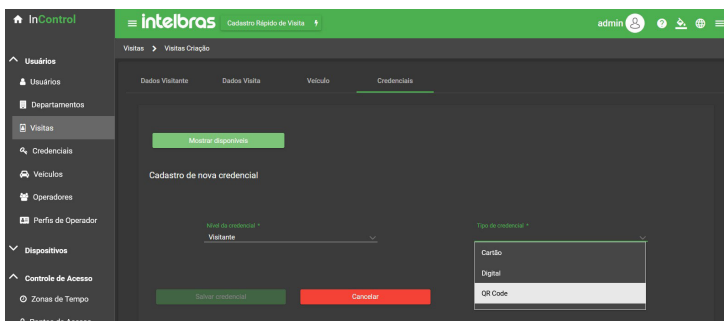 InControl
intelbras
Cadastro Rápido de Visita
admin
Visitas > Visitas Criação
Usuários
Usuários
Departamentos
Visitas
Credenciais
Veículos
Operadores
Perfis de Operador
Dispositivos
Controle de Acesso
Zonas de Tempo
Dados Visitante
Dados Visita
Veículo
Credenciais
Mostrar disponíveis
Cadastro de nova credencial
Nível da credencial *
Visitante
Tipo de credencial *
Cartão
Digital
QR Code
Salvar credencial
Cancelar